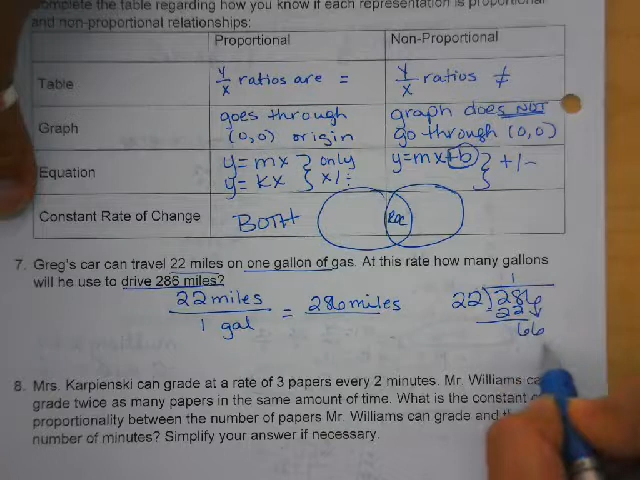 complete the table regarding how you know if each representation is proportional
and non-proportional relationships:
Proportional Non-Proportional
Table y/x ratios are = y/x ratios ≠
Graph goes through (0,0) origin graph does NOT go through (0,0)
Equation y=mx y=kx } only x/÷ y=mx+b } +/−
Constant Rate of Change BOTH ROC
7. Greg's car can travel 22 miles on one gallon of gas. At this rate how many gallons
will he use to drive 286 miles?
22 miles / 1 gal = 286 miles
1
22)286
-22
66
8. Mrs. Karpienski can grade at a rate of 3 papers every 2 minutes. Mr. Williams
grade twice as many papers in the same amount of time. What is the constant
proportionality between the number of papers Mr. Williams can grade and
number of minutes? Simplify your answer if necessary.